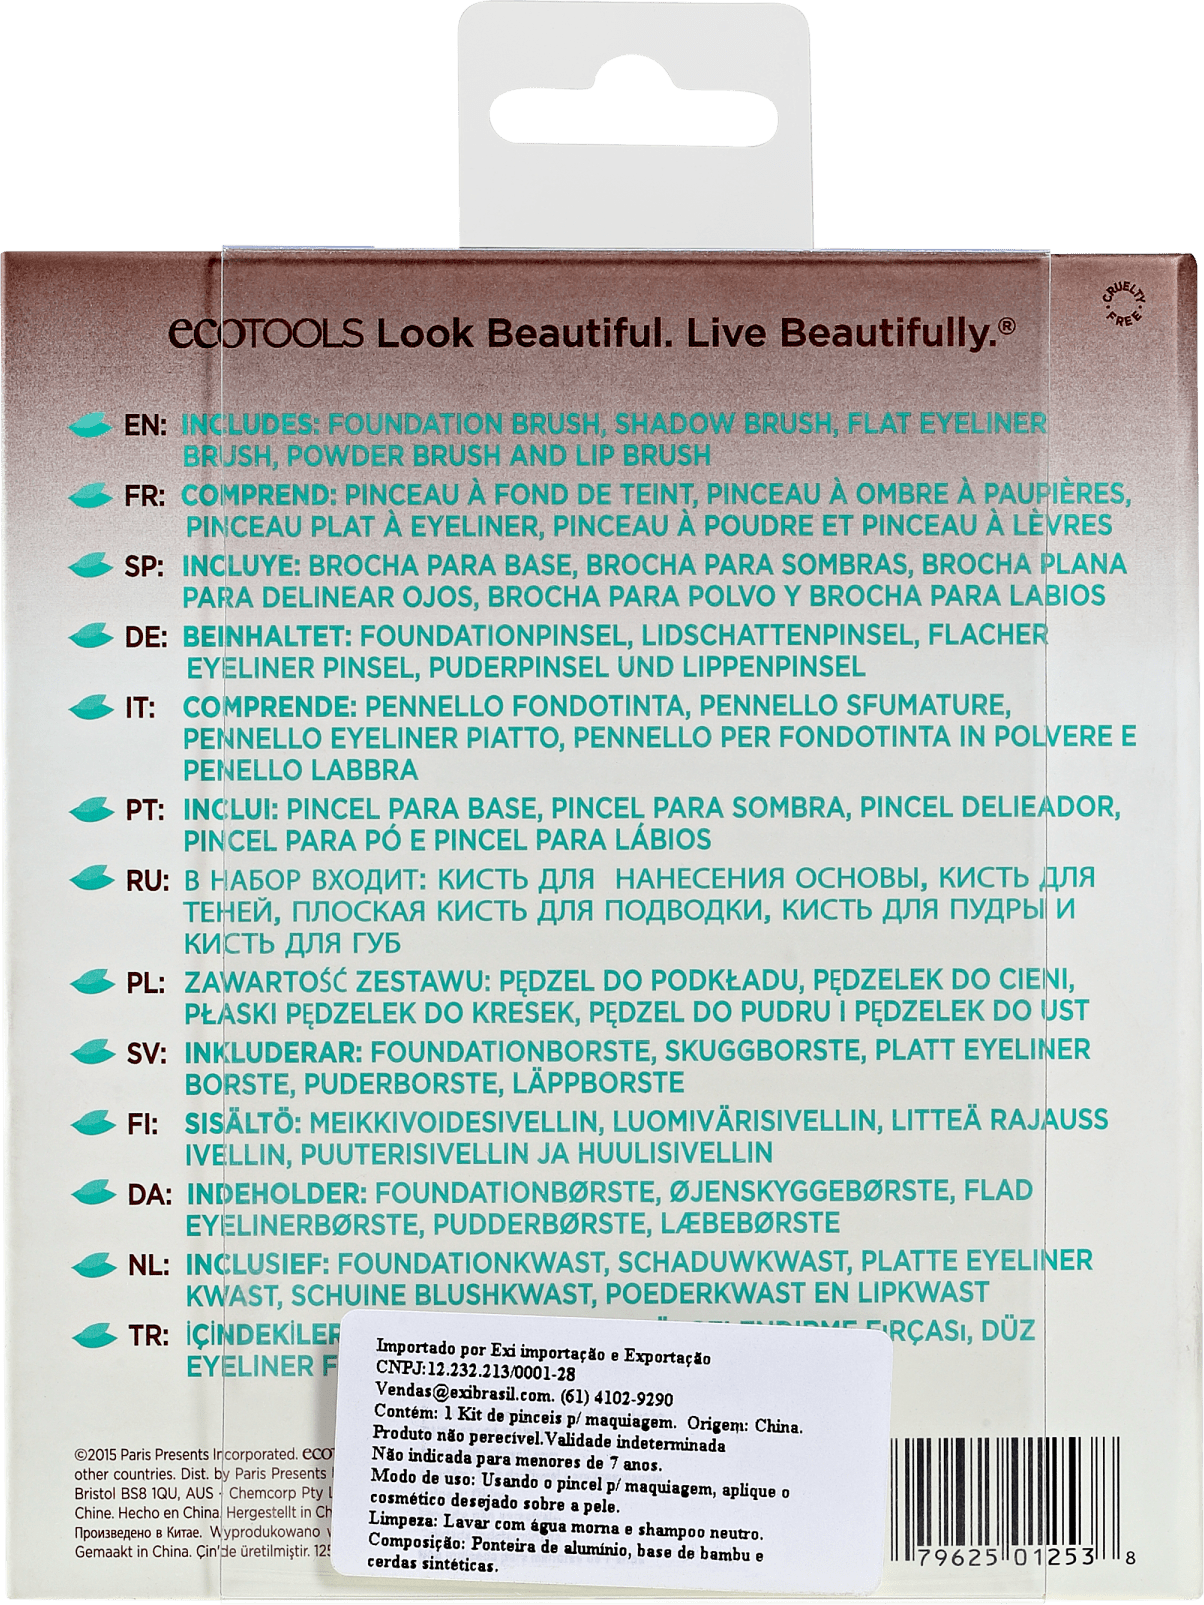 ecoTOOLS Look Beautiful. Live Beautifully.®
CRUELTY FREE
EN: INCLUDES: FOUNDATION BRUSH, SHADOW BRUSH, FLAT EYELINER
BRUSH, POWDER BRUSH AND LIP BRUSH
FR: COMPREND: PINCEAU À FOND DE TEINT, PINCEAU À OMBRE À PAUPIÈRES,
PINCEAU PLAT À EYELINER, PINCEAU À POUDRE ET PINCEAU À LÈVRES
SP: INCLUYE: BROCHA PARA BASE, BROCHA PARA SOMBRAS, BROCHA PLANA
PARA DELINEAR OJOS, BROCHA PARA POLVO Y BROCHA PARA LABIOS
DE: BEINHALTET: FOUNDATIONPINSEL, LIDSCHATTENPINSEL, FLACHER
EYELINER PINSEL, PUDERPINSEL UND LIPPENPINSEL
IT: COMPRENDE: PENNELLO FONDOTINTA, PENNELLO SFUMATURE,
PENNELLO EYELINER PIATTO, PENNELLO PER FONDOTINTA IN POLVERE E
PENELLO LABBRA
PT: INCLUI: PINCEL PARA BASE, PINCEL PARA SOMBRA, PINCEL DELIEADOR,
PINCEL PARA PÓ E PINCEL PARA LÁBIOS
RU: В НАБОР ВХОДИТ: КИСТЬ ДЛЯ НАНЕСЕНИЯ ОСНОВЫ, КИСТЬ ДЛЯ
ТЕНЕЙ, ПЛОСКАЯ КИСТЬ ДЛЯ ПОДВОДКИ, КИСТЬ ДЛЯ ПУДРЫ И
КИСТЬ ДЛЯ ГУБ
PL: ZAWARTOŚĆ ZESTAWU: PĘDZEL DO PODKŁADU, PĘDZELEK DO CIENI,
PŁASKI PĘDZELEK DO KRESEK, PĘDZEL DO PUDRU I PĘDZELEK DO UST
SV: INKLUDERAR: FOUNDATIONBORSTE, SKUGGBORSTE, PLATT EYELINER
BORSTE, PUDERBORSTE, LÄPPBORSTE
FI: SISÄLTÖ: MEIKKIVOIDESIVELLIN, LUOMIVÄRISIVELLIN, LITTEÄ RAJAUSS
IVELLIN, PUUTERISIVELLIN JA HUULISIVELLIN
DA: INDEHOLDER: FOUNDATIONBØRSTE, ØJENSKYGGEBØRSTE, FLAD
EYELINERBØRSTE, PUDDERBØRSTE, LÆBEBØRSTE
NL: INCLUSIEF: FOUNDATIONKWAST, SCHADUWKWAST, PLATTE EYELINER
KWAST, SCHUINE BLUSHKWAST, POEDERKWAST EN LIPKWAST
TR: İÇİNDEKİLER FIRÇASI, DÜZ
EYELINER
Importado por Exi importação e Exportação
CNPJ:12.232.213/0001-28
Vendas@exibrasil.com. (61) 4102-9290
Contém: 1 Kit de pinceis p/ maquiagem. Origem: China.
Produto não perecível.Validade indeterminada
Não indicada para menores de 7 anos.
Modo de uso: Usando o pincel p/ maquiagem, aplique o
cosmético desejado sobre a pele.
Limpeza: Lavar com água morna e shampoo neutro.
Composição: Ponteira de alumínio, base de bambu e
cerdas sintéticas.
©2015 Paris Presents Incorporated.
other countries. Dist. by Paris Presents
Bristol BS8 1QU, AUS - Chemcorp Pty
Chine. Hecho en China. Hergestellt in
Произведено в Китае. Wyprodukowano
Gemaakt in China. Çin'de üretilmiştir.
79625 01253 8